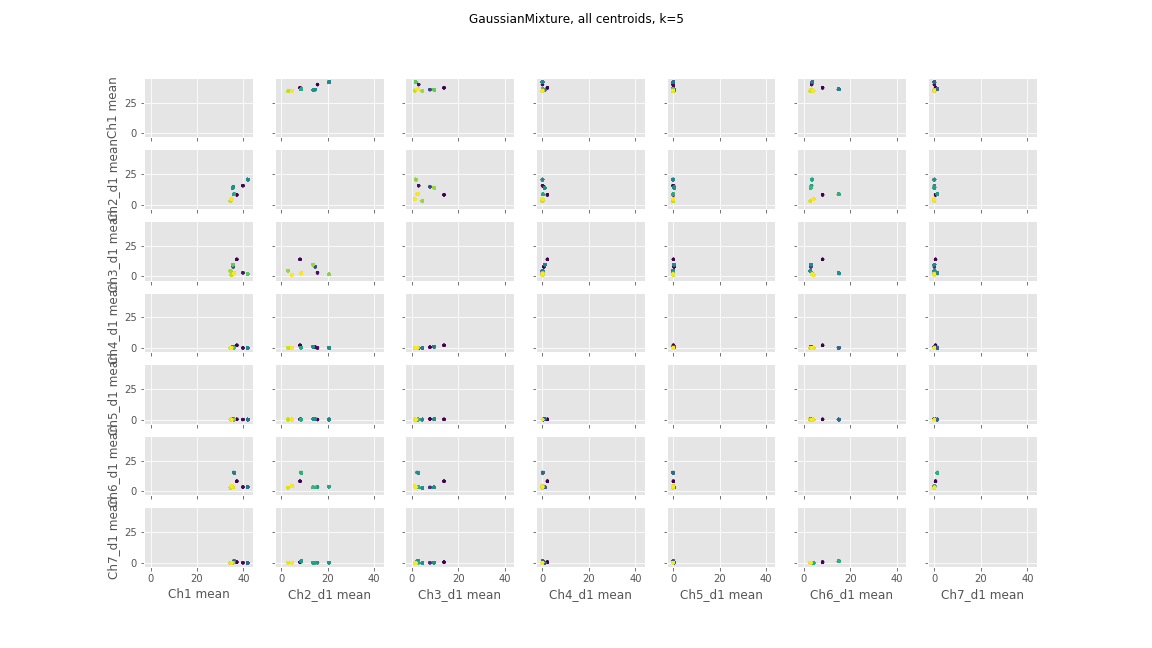 GaussianMixture, all centroids, k=5
Ch1 mean
25
0
Ch2_d1 mean
25
0
Ch3_d1 mean
25
0
Ch4_d1 mean
25
0
Ch5_d1 mean
25
0
Ch6_d1 mean
25
0
Ch7_d1 mean
25
0
0 20 40 0 20 40 0 20 40 0 20 40 0 20 40 0 20 40 0 20 40
Ch1 mean Ch2_d1 mean Ch3_d1 mean Ch4_d1 mean Ch5_d1 mean Ch6_d1 mean Ch7_d1 mean